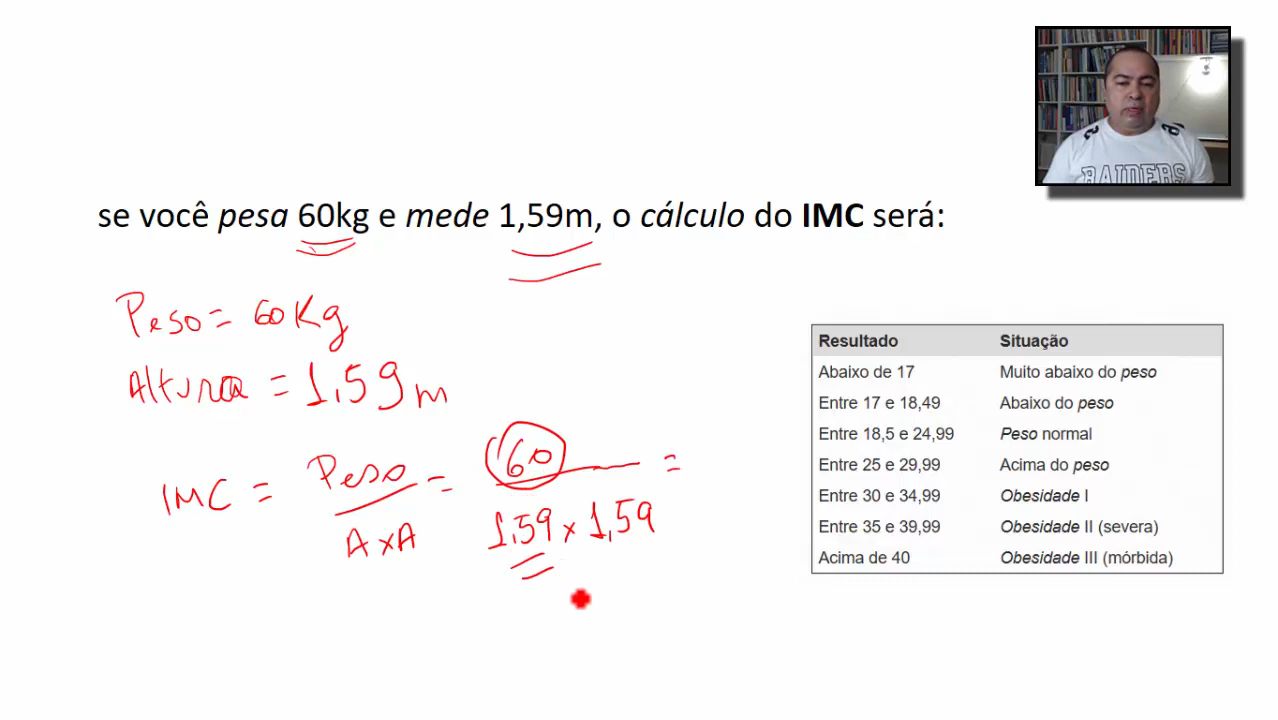 RAIDERS
se você pesa 60kg e mede 1,59m, o cálculo do IMC será:
Peso = 60Kg
Altura = 1,59m
IMC = Peso = 60 =
AxA 1,59 x 1,59
Resultado Situação
Abaixo de 17 Muito abaixo do peso
Entre 17 e 18,49 Abaixo do peso
Entre 18,5 e 24,99 Peso normal
Entre 25 e 29,99 Acima do peso
Entre 30 e 34,99 Obesidade I
Entre 35 e 39,99 Obesidade II (severa)
Acima de 40 Obesidade III (mórbida)